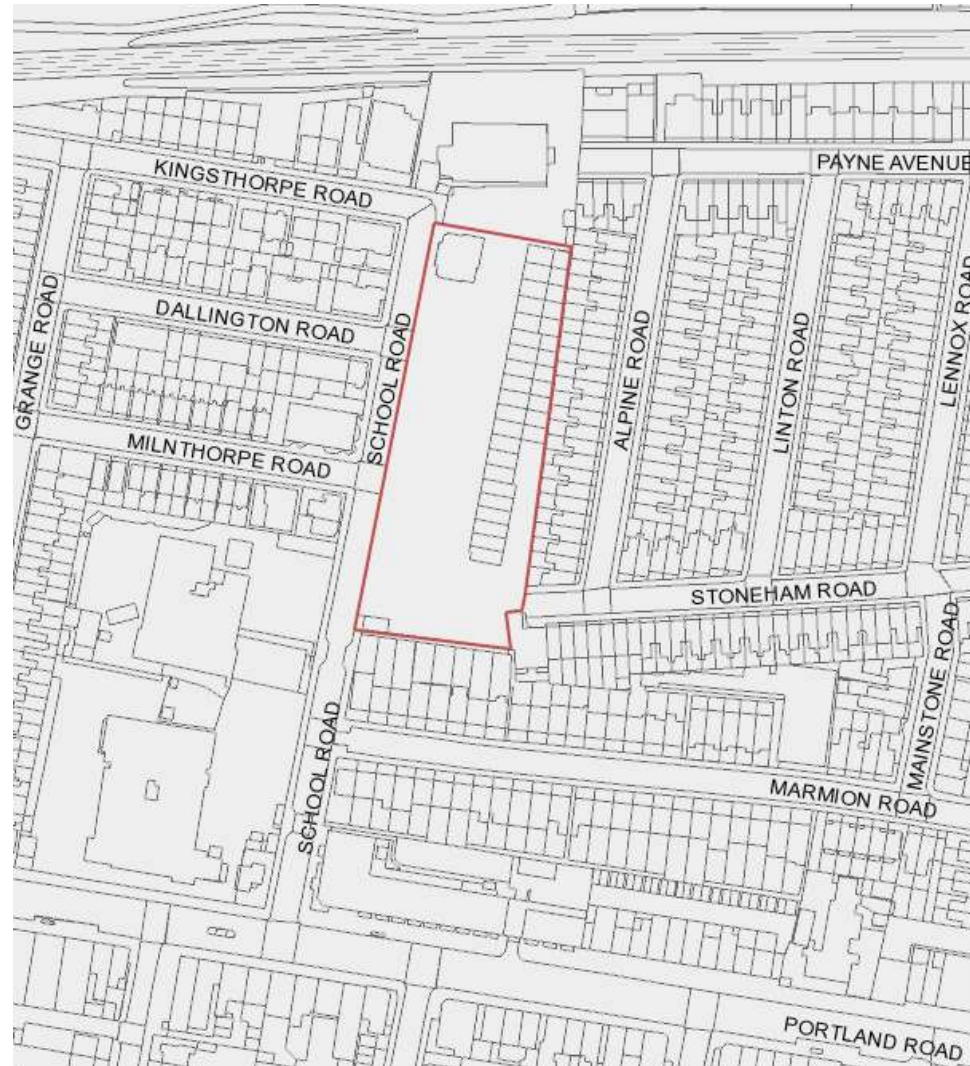 PAYNE AVENUE
KINGSTHORPE ROAD
DALLINGTON ROAD
GRANGE ROAD
SCHOOL ROAD
ALPINE ROAD
LINTON ROAD
LENNOX ROAD
MILNTHORPE ROAD
STONEHAM ROAD
MAINSTONE ROAD
SCHOOL ROAD
MARMION ROAD
PORTLAND ROAD